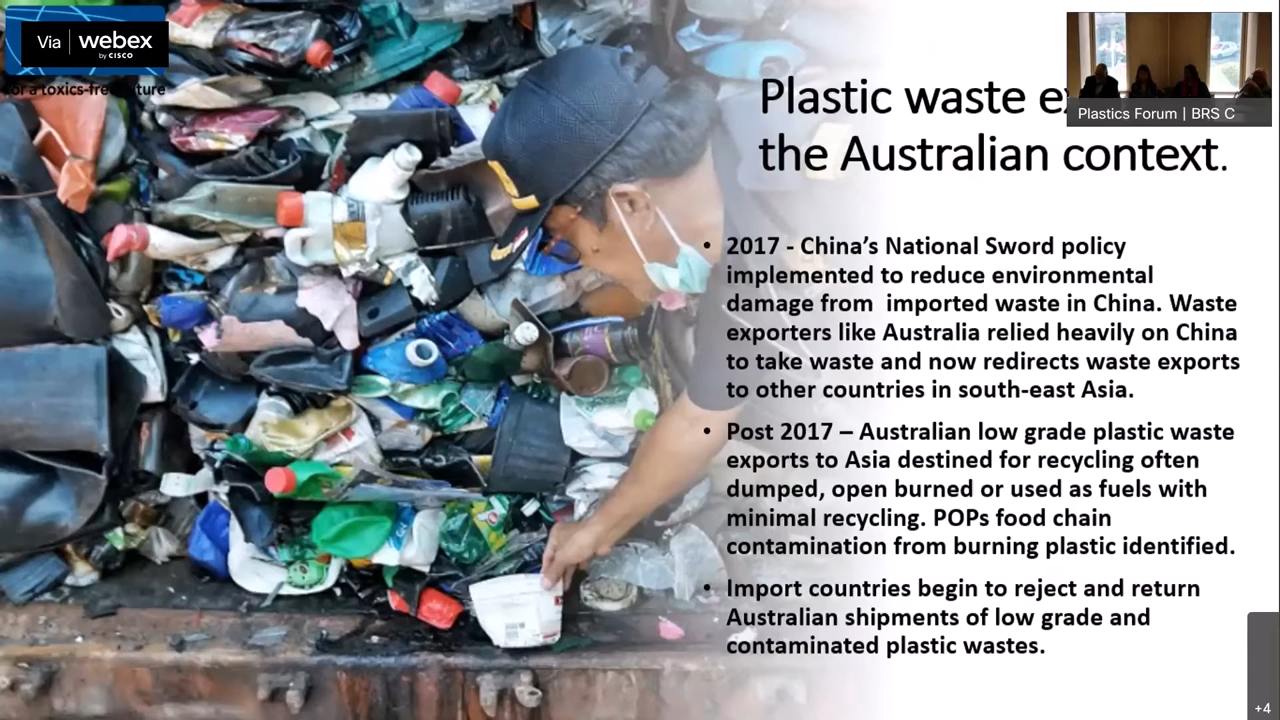 Via webex
by CISCO
for a toxics-free future
Plastic waste
the Australian context.
Plastics Forum | BRS C
• 2017 - China’s National Sword policy
implemented to reduce environmental
damage from imported waste in China. Waste
exporters like Australia relied heavily on China
to take waste and now redirects waste exports
to other countries in south-east Asia.
• Post 2017 – Australian low grade plastic waste
exports to Asia destined for recycling often
dumped, open burned or used as fuels with
minimal recycling. POPs food chain
contamination from burning plastic identified.
• Import countries begin to reject and return
Australian shipments of low grade and
contaminated plastic wastes.
+4